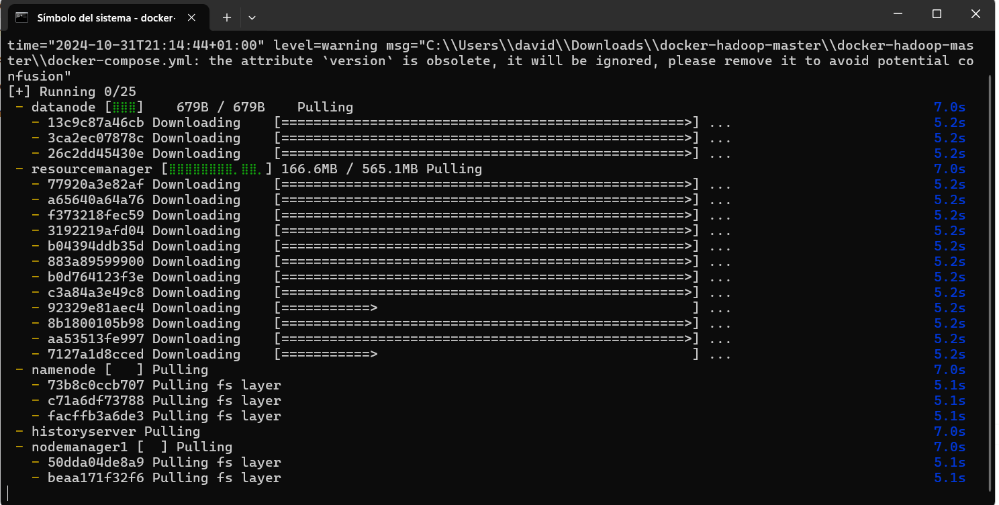 Símbolo del sistema - docker-
time="2024-10-31T21:14:44+01:00" level=warning msg="C:\\Users\\david\\Downloads\\docker-hadoop-master\\docker-hadoop-mas
ter\\docker-compose.yml: the attribute `version` is obsolete, it will be ignored, please remove it to avoid potential co
nfusion"
[+] Running 0/25
- datanode [⣿⣿⣿] 679B / 679B Pulling 7.0s
- 13c9c87a46cb Downloading [==================================================>] ... 5.2s
- 3ca2ec07878c Downloading [==================================================>] ... 5.2s
- 26c2dd45430e Downloading [==================================================>] ... 5.2s
- resourcemanager [⣿⣿⣿⣿⣿⣿⣿⣿⡀⣿⣿⡀] 166.6MB / 565.1MB Pulling 7.0s
- 77920a3e82af Downloading [==================================================>] ... 5.2s
- a65640a64a76 Downloading [==================================================>] ... 5.2s
- f373218fec59 Downloading [==================================================>] ... 5.2s
- 3192219afd04 Downloading [==================================================>] ... 5.2s
- b04394ddb35d Downloading [==================================================>] ... 5.2s
- 883a89599900 Downloading [==================================================>] ... 5.2s
- b0d764123f3e Downloading [==================================================>] ... 5.2s
- c3a84a3e49c8 Downloading [==================================================>] ... 5.2s
- 92329e81aec4 Downloading [===========>                                       ] ... 5.2s
- 8b1800105b98 Downloading [==================================================>] ... 5.2s
- aa53513fe997 Downloading [==================================================>] ... 5.2s
- 7127a1d8cced Downloading [===========>                                       ] ... 5.2s
- namenode [   ] Pulling 7.0s
- 73b8c0ccb707 Pulling fs layer 5.1s
- c71a6df73788 Pulling fs layer 5.1s
- facffb3a6de3 Pulling fs layer 5.1s
- historyserver Pulling 7.0s
- nodemanager1 [  ] Pulling 7.0s
- 50dda04de8a9 Pulling fs layer 5.1s
- beaa171f32f6 Pulling fs layer 5.1s